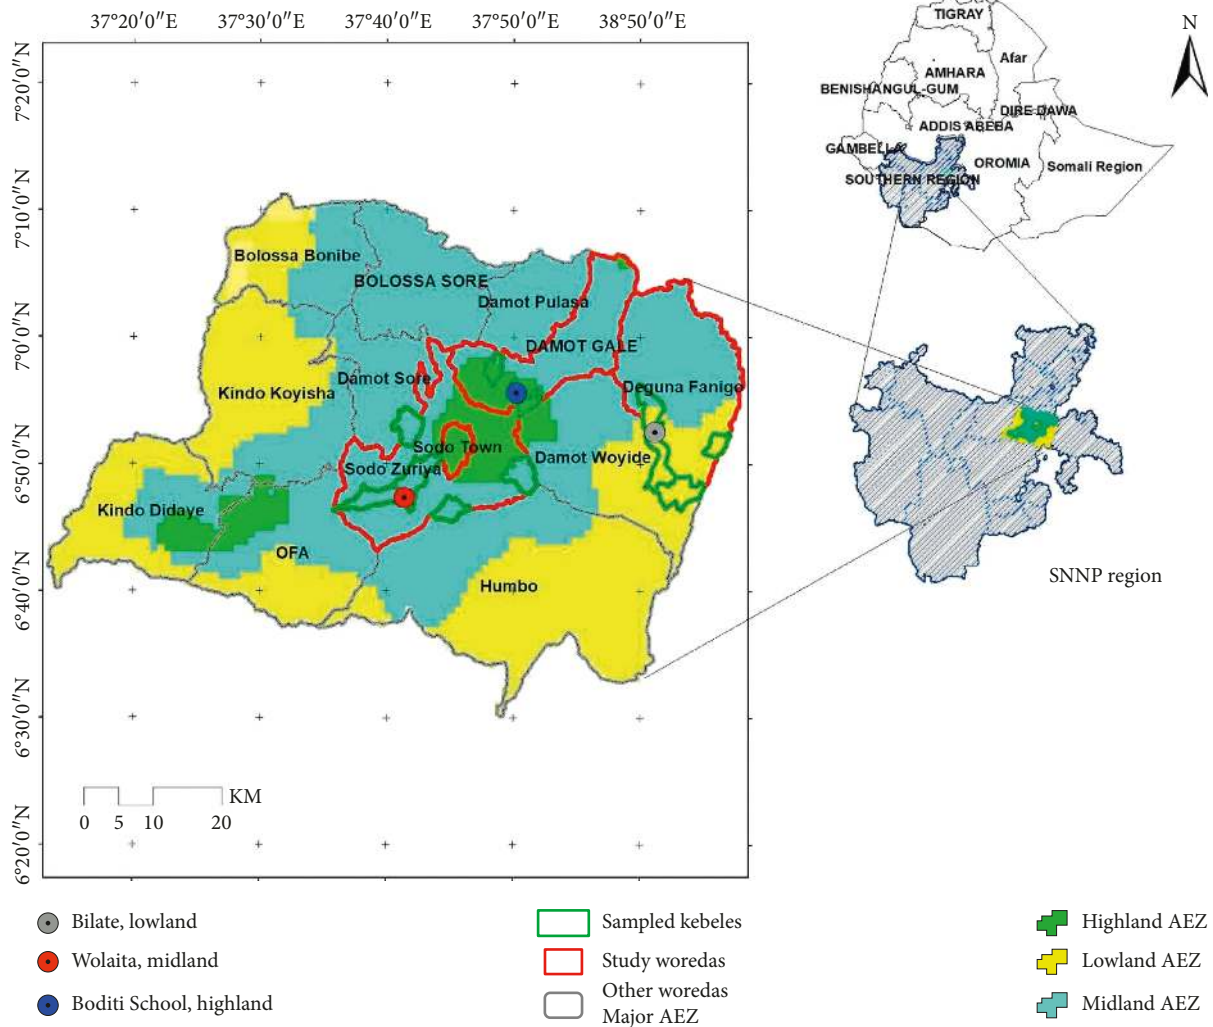 37°20′0″E 37°30′0″E 37°40′0″E 37°50′0″E 38°50′0″E
7°20′0″N
7°10′0″N
7°0′0″N
6°50′0″N
6°40′0″N
6°30′0″N
6°20′0″N
Bolossa Bonibe
BOLOSSA SORE
Damot Pulasa
DAMOT GALE
Damot Sore
Deguna Fanigo
Kindo Koyisha
Sodo Town
Damot Woyide
Sodo Zuriya
Kindo Didaye
OFA
Humbo
KM
0 5 10 20
N
TIGRAY
Afar
AMHARA
BENISHANGUL-GUM
DIRE DAWA
ADDIS ABEBA
GAMBELLA
OROMIA
Somali Region
SOUTHERN REGION
SNNP region
Bilate, lowland
Wolaita, midland
Boditi School, highland
Sampled kebeles
Study woredas
Other woredas
Major AEZ
Highland AEZ
Lowland AEZ
Midland AEZ